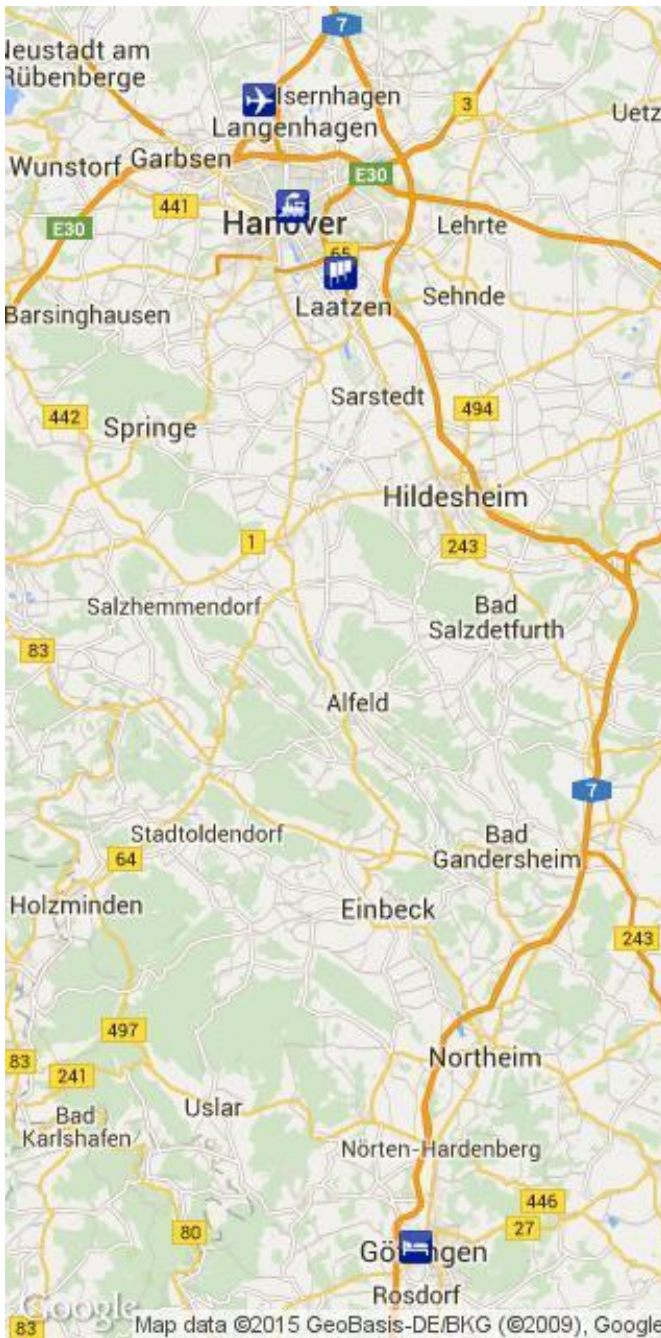 7
Neustadt am
Rübenberge
Isernhagen
3
Uetz
Langenhagen
Garbsen
Wunstorf
E30
441
Hanover
E30
Lehrte
65
Sehnde
Laatzen
Barsinghausen
Sarstedt
494
442
Springe
Hildesheim
1
243
Salzhemmendorf
Bad
Salzdetfurth
83
Alfeld
7
Stadtoldendorf
Bad
Gandersheim
64
Holzminden
Einbeck
243
497
83
241
Northeim
Uslar
Bad
Karlshafen
Nörten-Hardenberg
446
27
80
Rosdorf
83
Google
Map data ©2015 GeoBasis-DE/BKG (©2009), Google